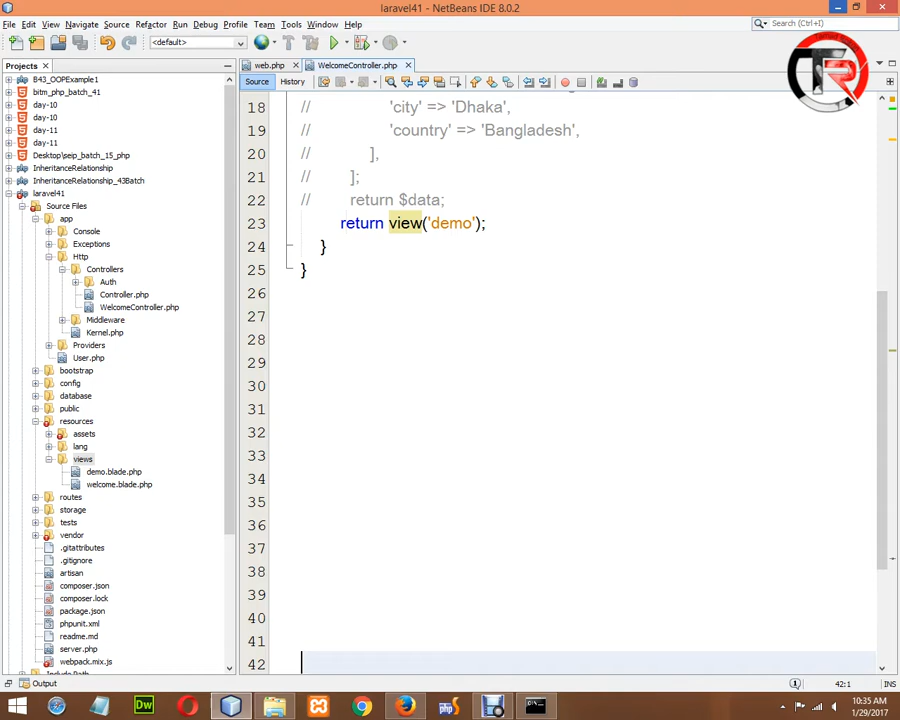 laravel41 - NetBeans IDE 8.0.2
File Edit View Navigate Source Refactor Run Debug Profile Team Tools Window Help
Search (Ctrl+I)
<default>
Projects
web.php
WelcomeController.php
Source History
B43_OOPExample1
bitm_php_batch_41
day-10
day-10
day-11
day-11
Desktop\seip_batch_15_php
InheritanceRelationship
InheritanceRelationship_43Batch
laravel41
Source Files
app
Console
Exceptions
Http
Controllers
Auth
Controller.php
WelcomeController.php
Middleware
Kernel.php
Providers
User.php
bootstrap
config
database
public
resources
assets
lang
views
demo.blade.php
welcome.blade.php
routes
storage
tests
vendor
.gitattributes
.gitignore
artisan
composer.json
composer.lock
package.json
phpunit.xml
readme.md
server.php
webpack.mix.js
18 // 'city' => 'Dhaka',
19 // 'country' => 'Bangladesh',
20 // ],
21 // ];
22 // return $data;
23 return view('demo');
24 }
25 }
26
27
28
29
30
31
32
33
34
35
36
37
38
39
40
41
42
Output
42:1 INS
10:35 AM
1/29/2017